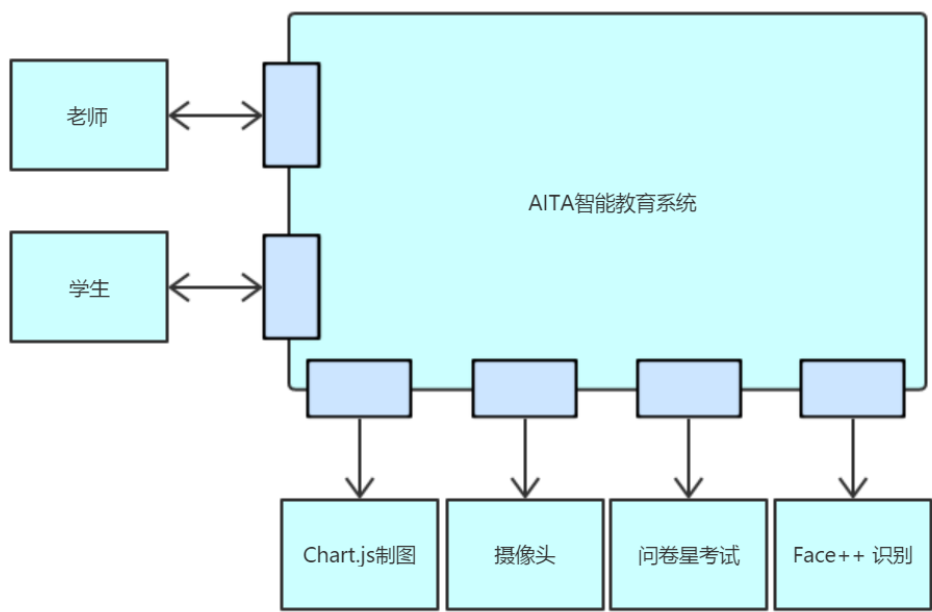 老师
AITA智能教育系统
学生
Chart.js制图
摄像头
问卷星考试
Face++ 识别